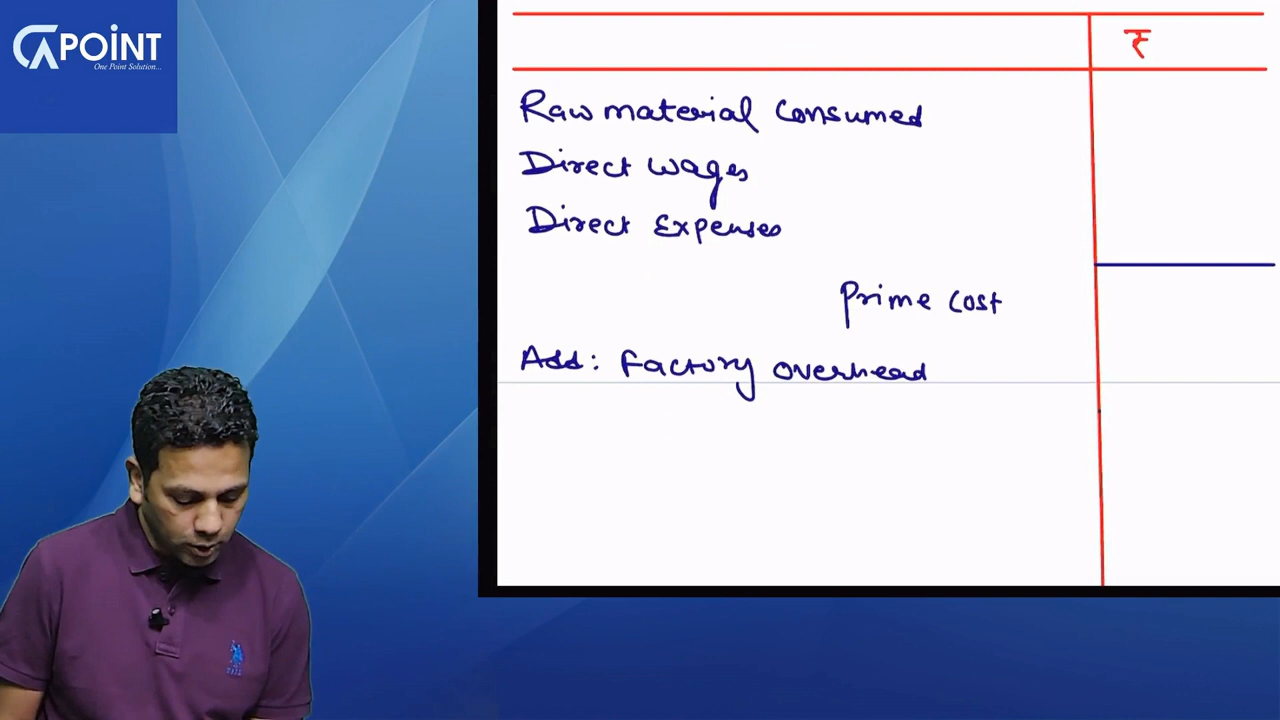 CAPOINT
One Point Solution...
₹
Raw material consumed
Direct wages
Direct Expenses
Prime cost
Add: Factory overhead